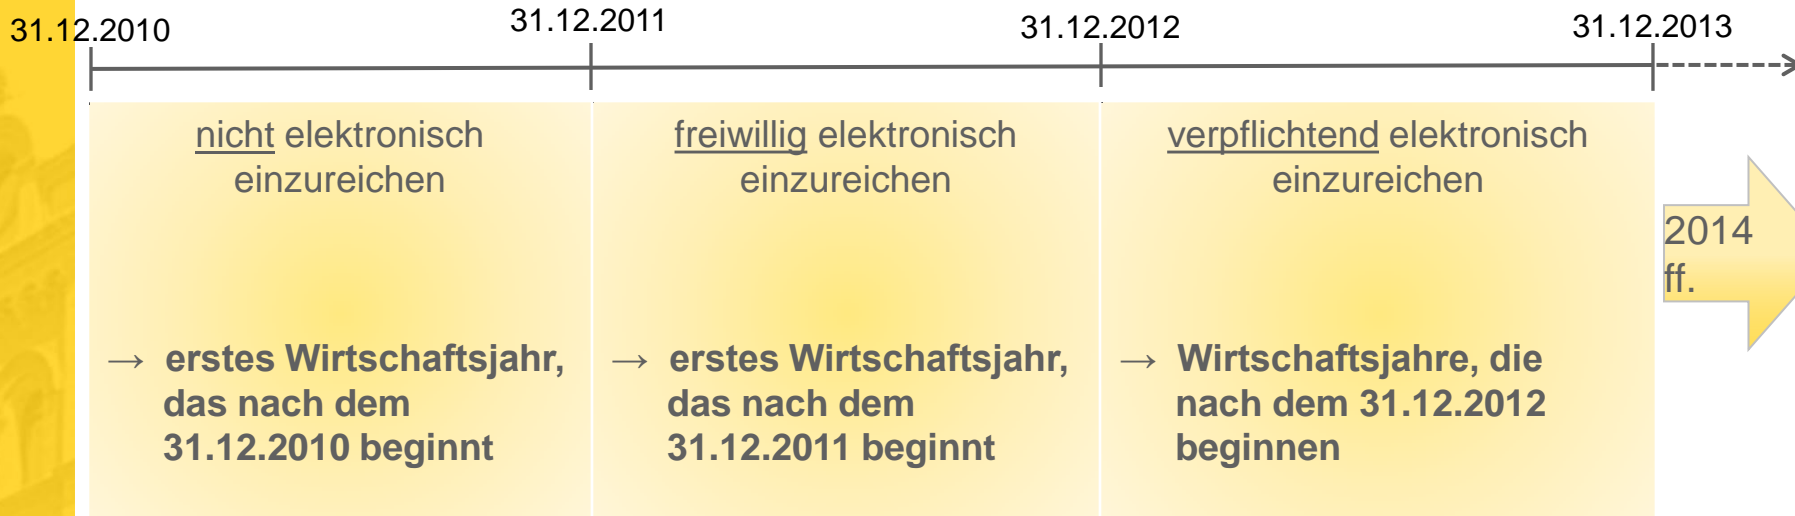 31.12.2010
31.12.2011
31.12.2012
31.12.2013
nicht elektronisch
einzureichen
→ erstes Wirtschaftsjahr,
das nach dem
31.12.2010 beginnt
freiwillig elektronisch
einzureichen
→ erstes Wirtschaftsjahr,
das nach dem
31.12.2011 beginnt
verpflichtend elektronisch
einzureichen
→ Wirtschaftsjahre, die
nach dem 31.12.2012
beginnen
2014
ff.